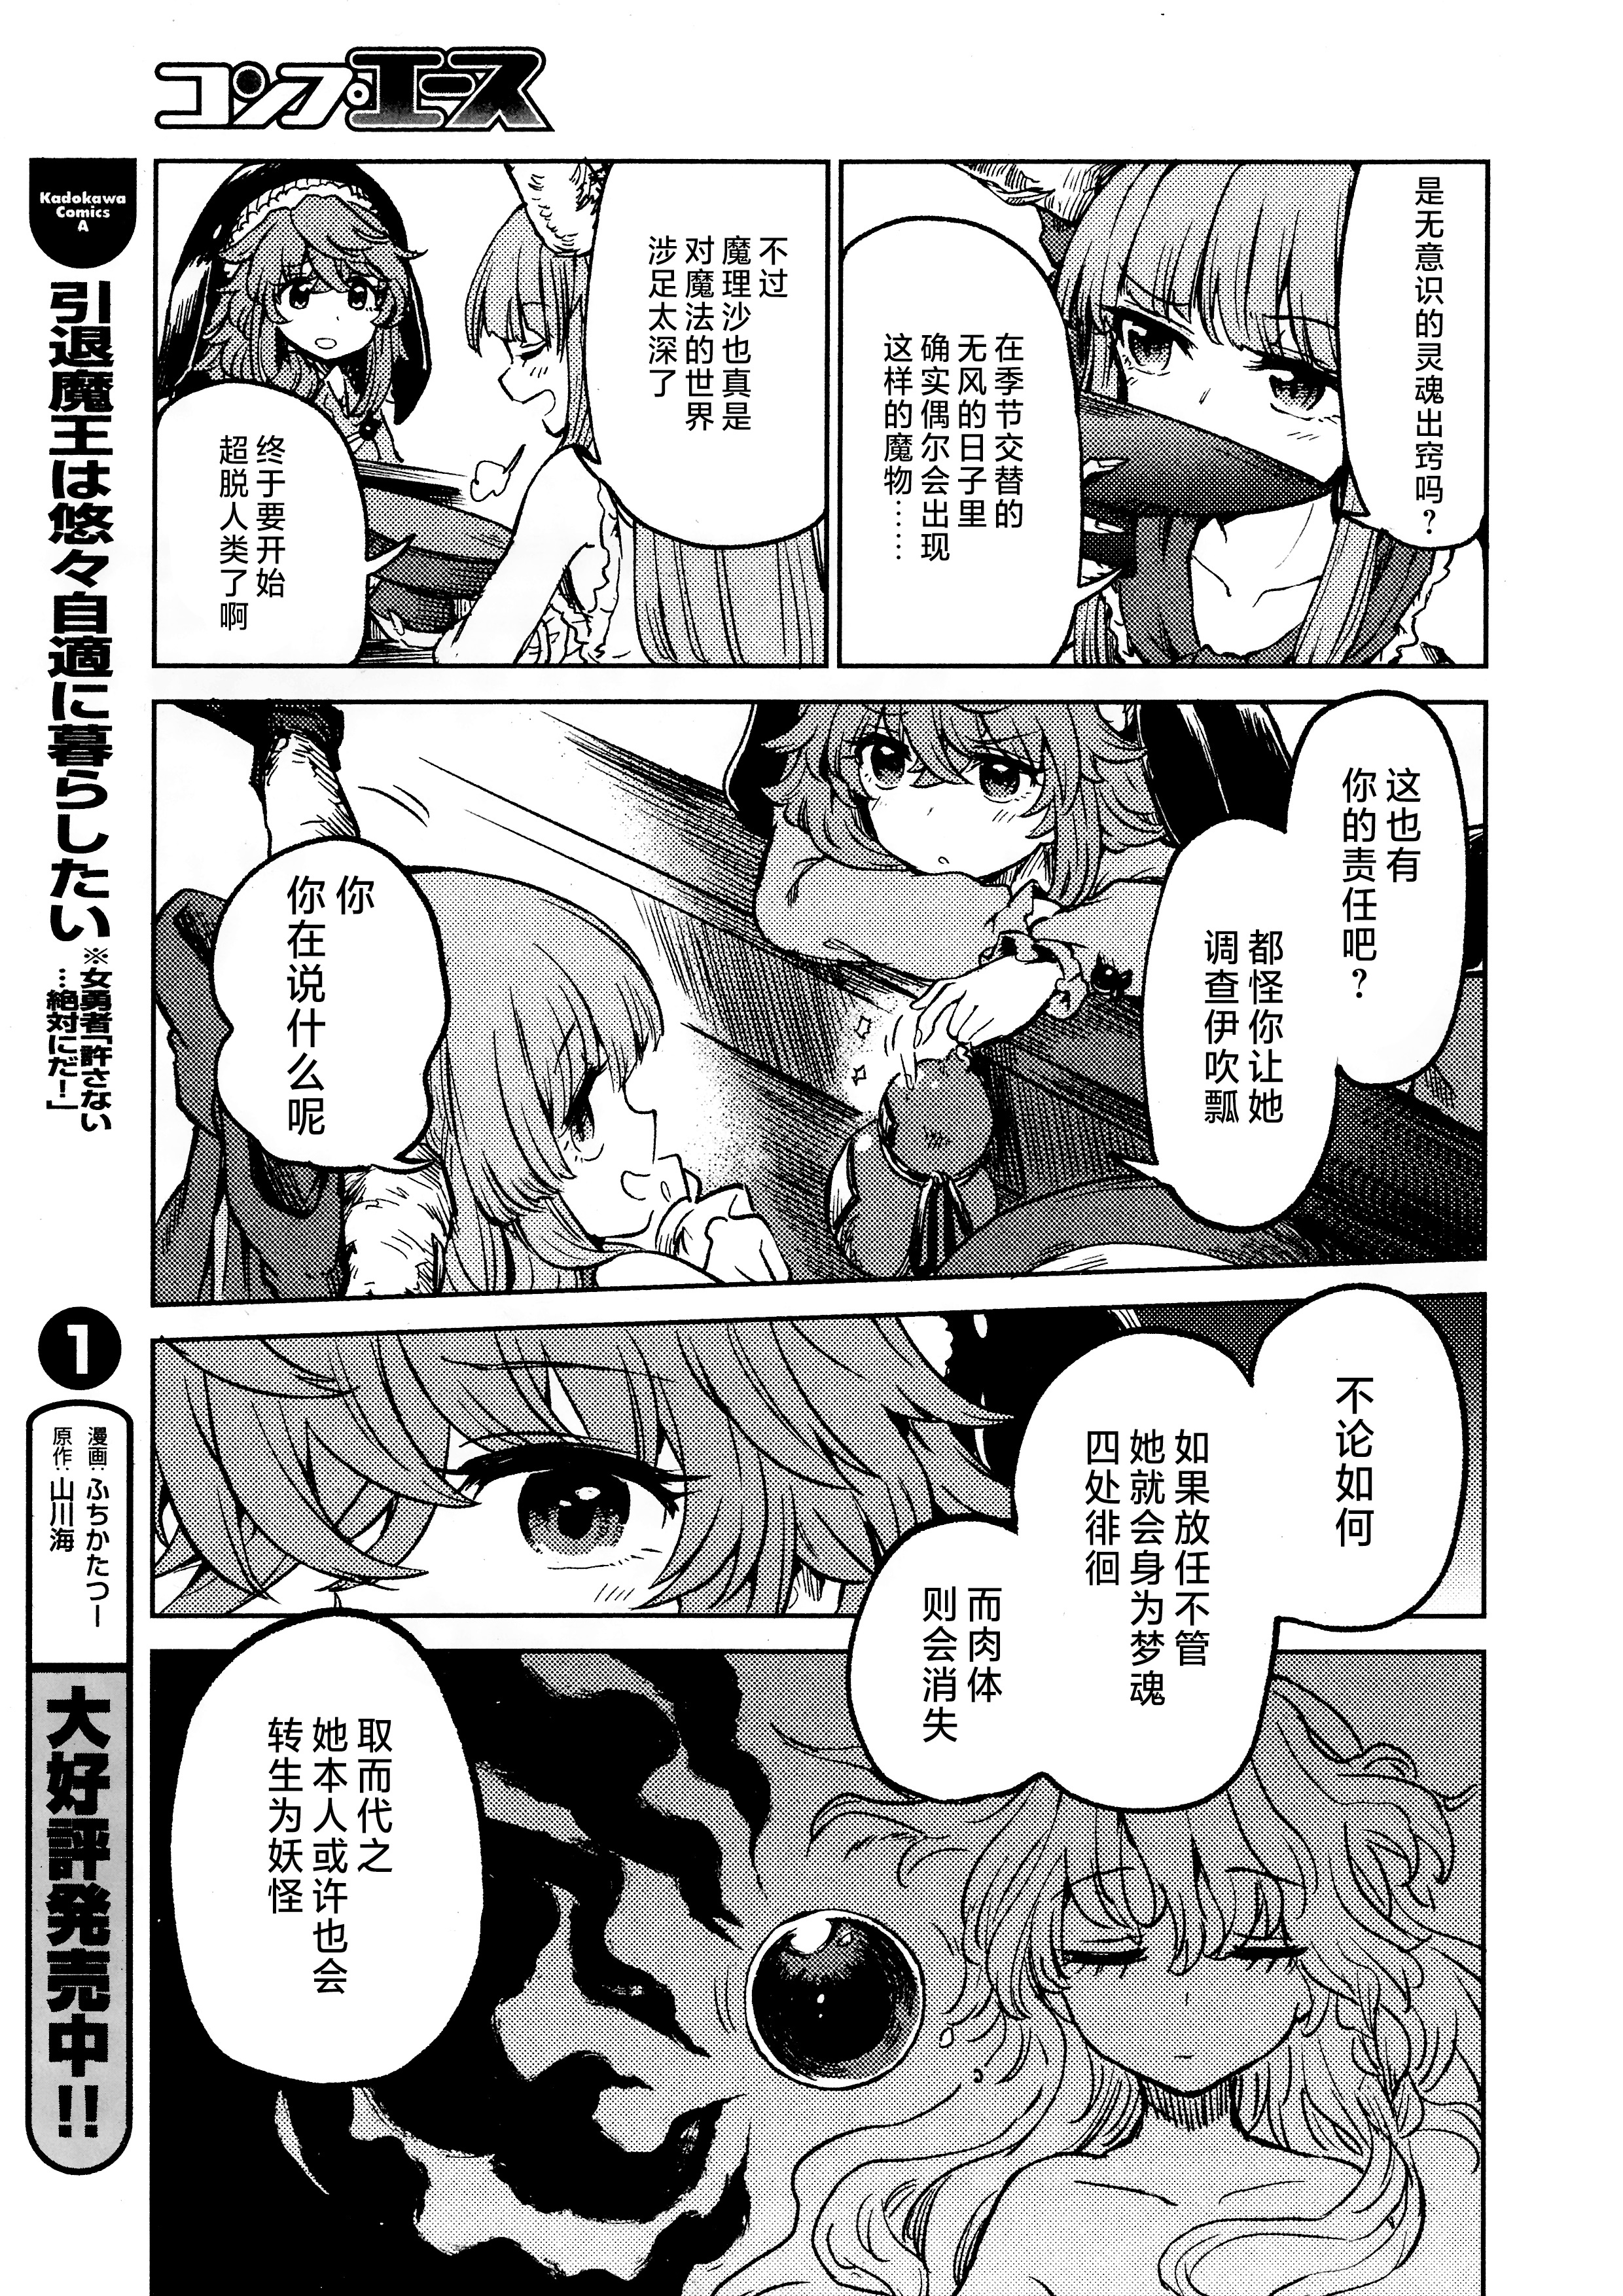 コンプ・エース
是无意识的灵魂出窍吗？
在季节交替的
无风的日子里
确实偶尔会出现
这样的魔物……
不过
魔理沙也真是
对魔法的世界
涉足太深了
终于要开始
超脱人类了啊
这也有
你的责任吧？
都怪你让她
调查伊吹瓢
你
你在说什么呢
不论如何
如果放任不管
她就会身为梦魂
四处徘徊
而肉体
则会消失
取而代之
她本人或许也会
转生为妖怪
Kadokawa
Comics
A
引退魔王は悠々自適に暮らしたい
※女勇者「許さない
…絶対にだ！」
1
漫画：ふちかたつー
原作：山川海
大好評発売中!!